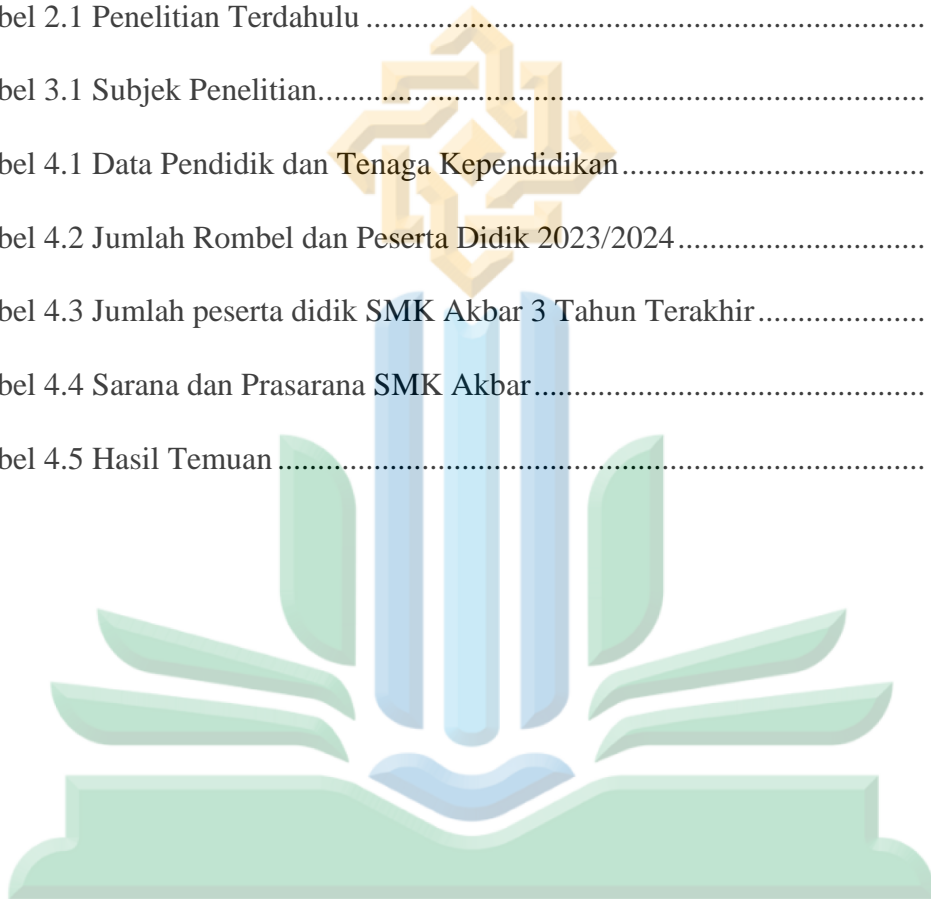 bel 2.1 Penelitian Terdahulu ........................................................................
bel 3.1 Subjek Penelitian..............................................................................
bel 4.1 Data Pendidik dan Tenaga Kependidikan.......................................
bel 4.2 Jumlah Rombel dan Peserta Didik 2023/2024................................
bel 4.3 Jumlah peserta didik SMK Akbar 3 Tahun Terakhir.....................
bel 4.4 Sarana dan Prasarana SMK Akbar..................................................
bel 4.5 Hasil Temuan ...................................................................................